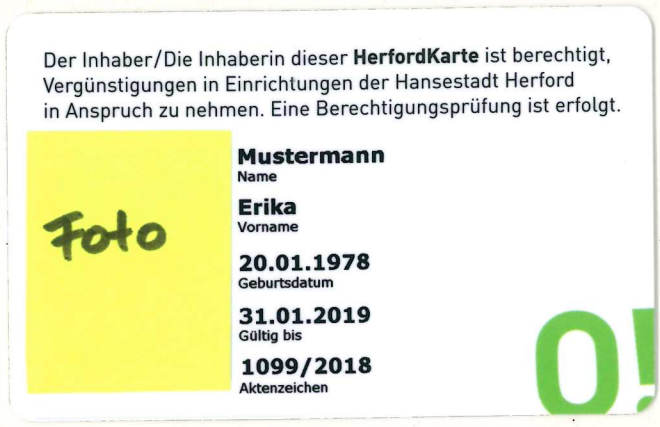 Der Inhaber/Die Inhaberin dieser HerfordKarte ist berechtigt,
Vergünstigungen in Einrichtungen der Hansestadt Herford
in Anspruch zu nehmen. Eine Berechtigungsprüfung ist erfolgt.
Foto
Mustermann
Name
Erika
Vorname
20.01.1978
Geburtsdatum
31.01.2019
Gültig bis
1099/2018
Aktenzeichen
O!